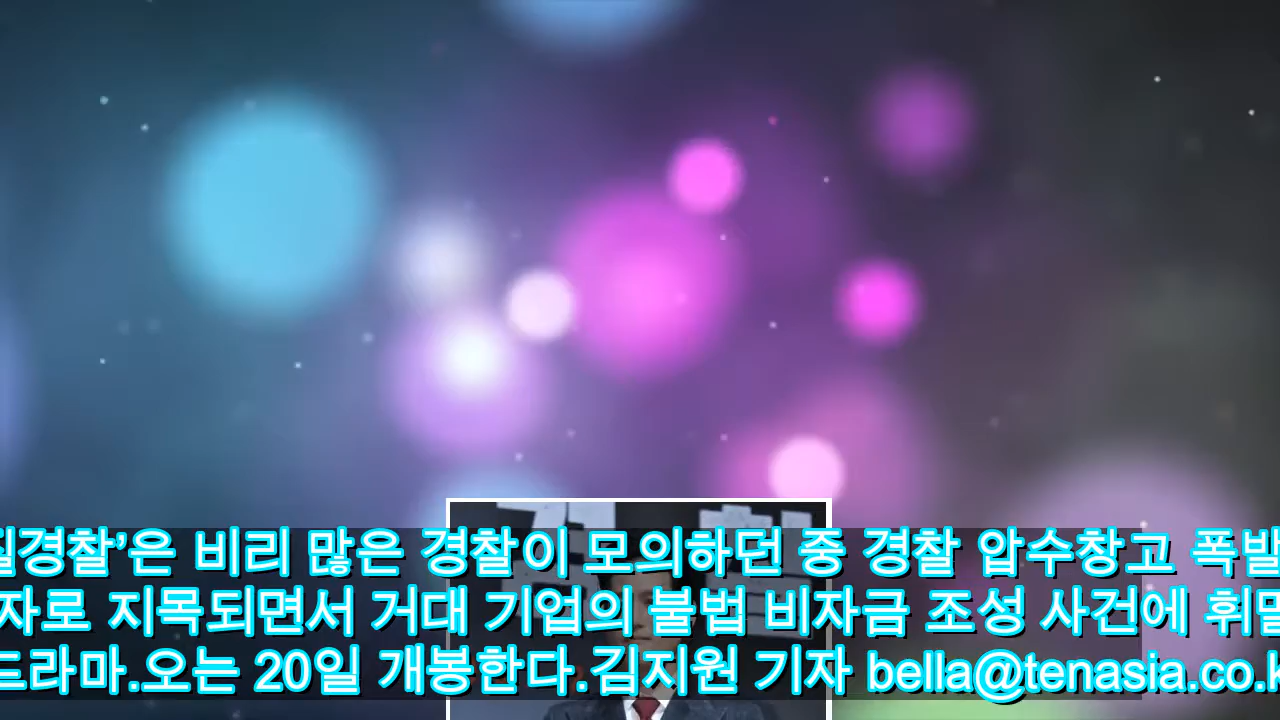 질경찰’은 비리 많은 경찰이 모의하던 중 경찰 압수창고 폭발
자로 지목되면서 거대 기업의 불법 비자금 조성 사건에
드라마.오는 20일 개봉한다.김지원 기자 bella@tenasia.co.k